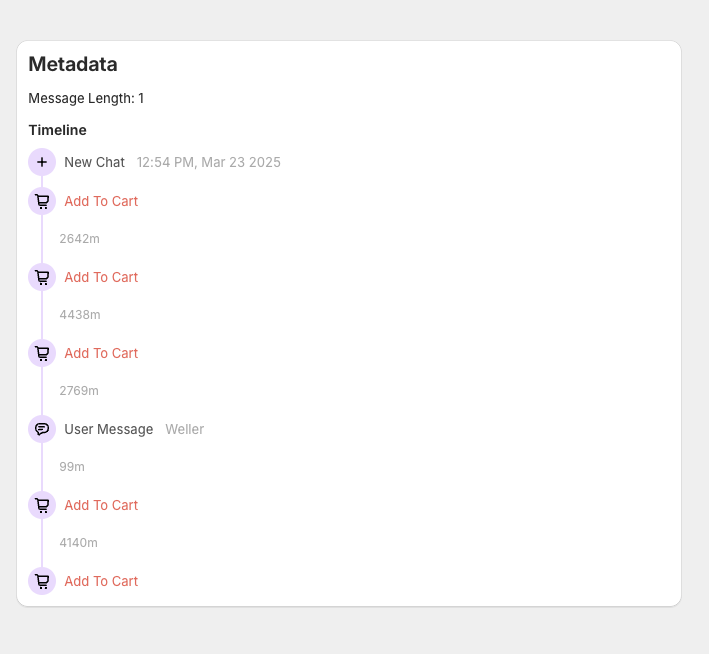 Metadata
Message Length: 1
Timeline
New Chat 12:54 PM, Mar 23 2025
Add To Cart
2642m
Add To Cart
4438m
Add To Cart
2769m
User Message Weller
99m
Add To Cart
4140m
Add To Cart